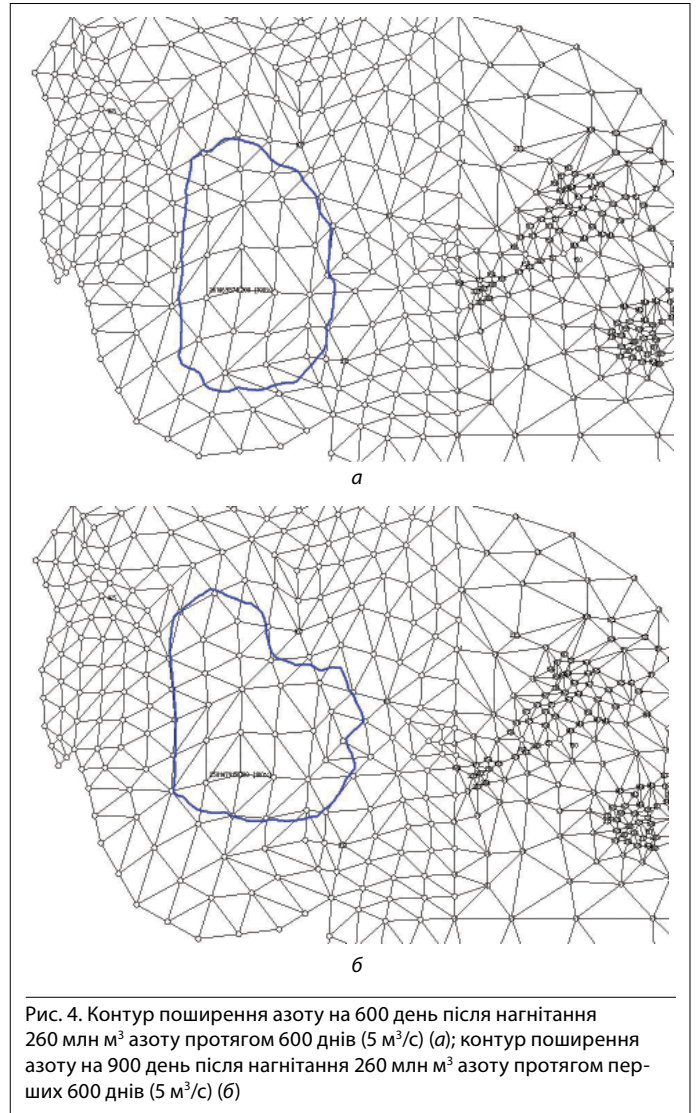 а
б
Рис. 4. Контур поширення азоту на 600 день після нагнітання
260 млн м³ азоту протягом 600 днів (5 м³/с) (а); контур поширення
азоту на 900 день після нагнітання 260 млн м³ азоту протягом пер-
ших 600 днів (5 м³/с) (б)